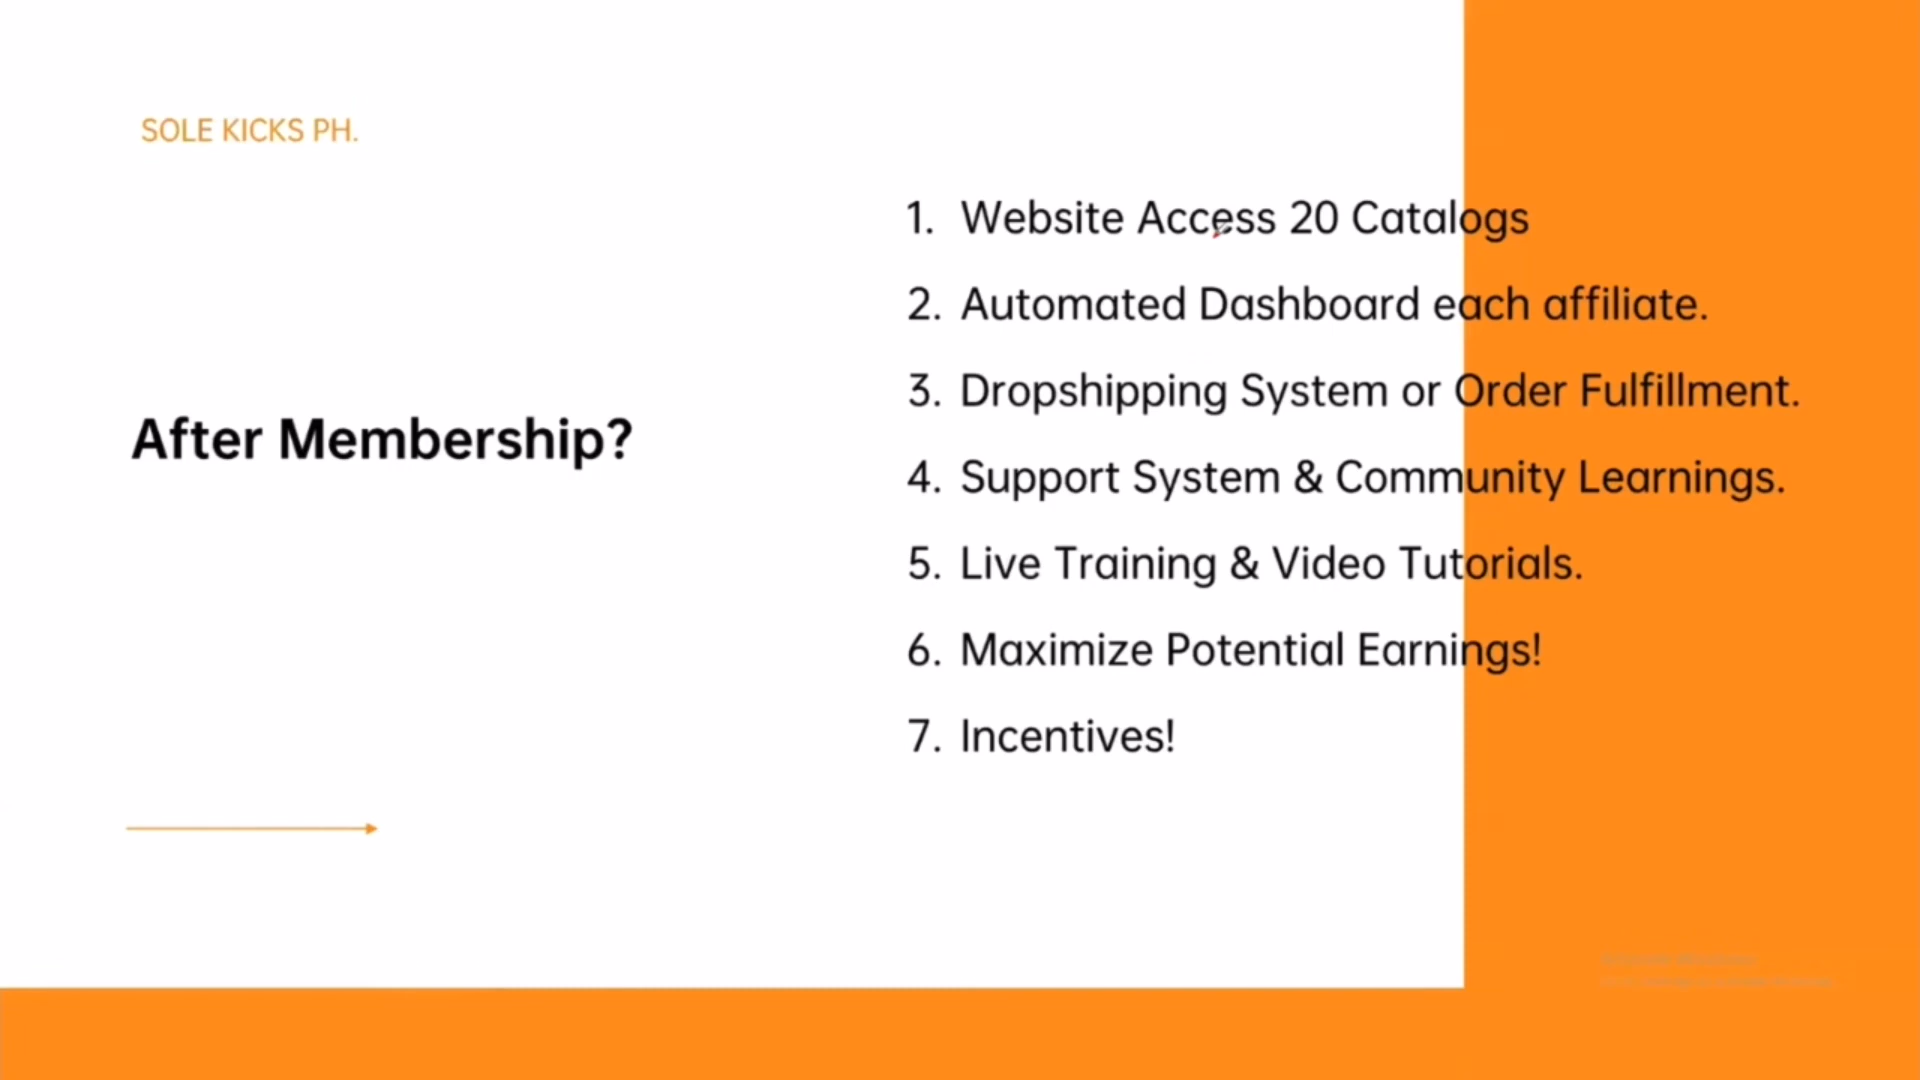 SOLE KICKS PH.
After Membership?
1. Website Access 20 Catalogs
2. Automated Dashboard each affiliate.
3. Dropshipping System or Order Fulfillment.
4. Support System & Community Learnings.
5. Live Training & Video Tutorials.
6. Maximize Potential Earnings!
7. Incentives!